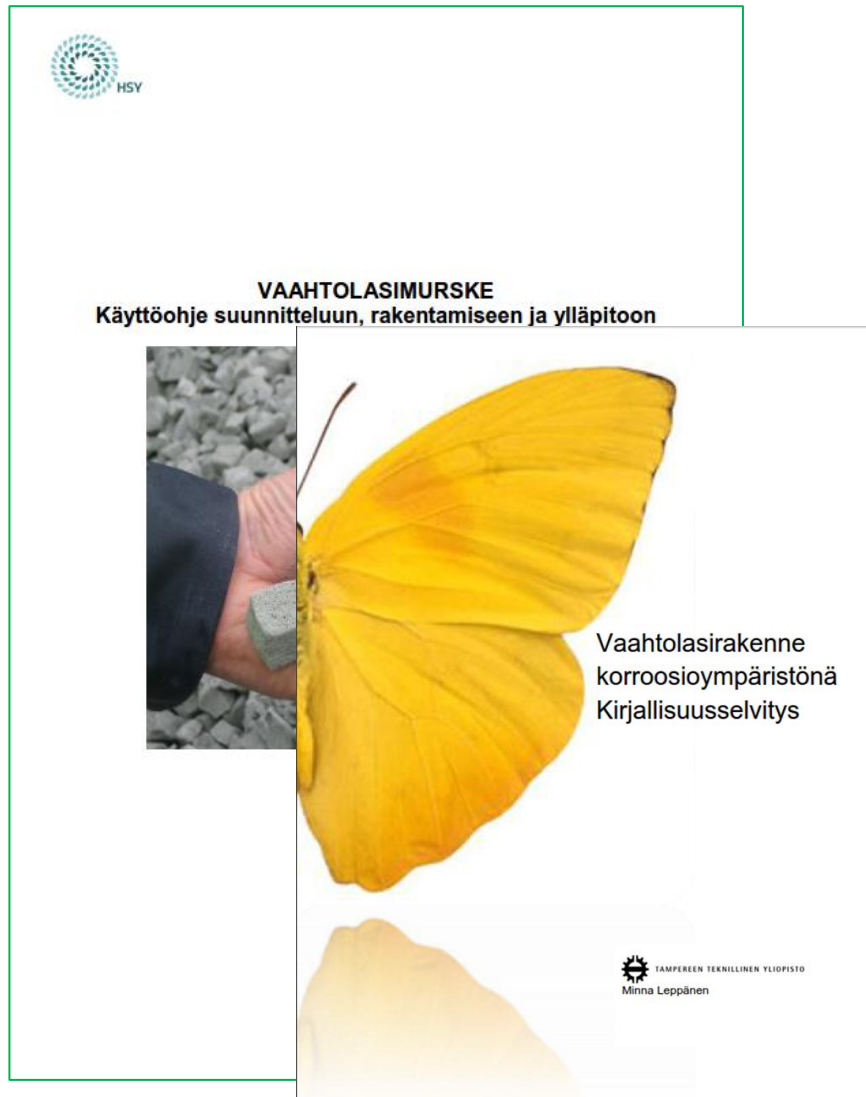 HSY
VAAHTOLASIMURSKE
Käyttöohje suunnitteluun, rakentamiseen ja ylläpitoon
Vaahtolasirakenne
korroosioympäristönä
Kirjallisuusselvitys
TAMPEREEN TEKNILLINEN YLIOPISTO
Minna Leppänen